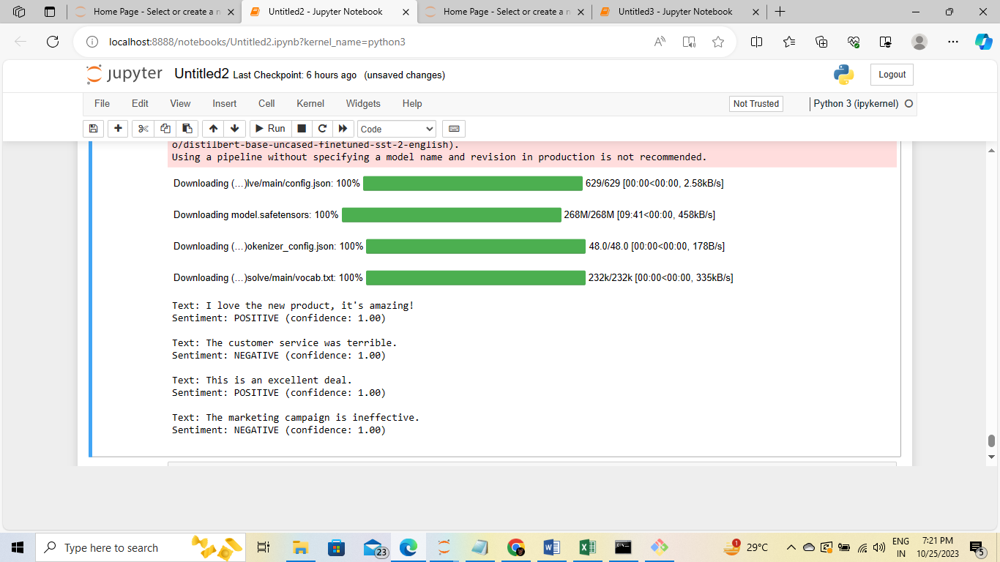 Home Page - Select or create a n
Untitled2 - Jupyter Notebook
Home Page - Select or create a n
Untitled3 - Jupyter Notebook
localhost:8888/notebooks/Untitled2.ipynb?kernel_name=python3
jupyter Untitled2 Last Checkpoint: 6 hours ago (unsaved changes)
Logout
File Edit View Insert Cell Kernel Widgets Help
Not Trusted
Python 3 (ipykernel)
Run
Code
o/distilbert-base-uncased-finetuned-sst-2-english).
Using a pipeline without specifying a model name and revision in production is not recommended.
Downloading (…)lve/main/config.json: 100% 629/629 [00:00<00:00, 2.58kB/s]
Downloading model.safetensors: 100% 268M/268M [09:41<00:00, 458kB/s]
Downloading (…)okenizer_config.json: 100% 48.0/48.0 [00:00<00:00, 178B/s]
Downloading (…)solve/main/vocab.txt: 100% 232k/232k [00:00<00:00, 335kB/s]
Text: I love the new product, it's amazing!
Sentiment: POSITIVE (confidence: 1.00)
Text: The customer service was terrible.
Sentiment: NEGATIVE (confidence: 1.00)
Text: This is an excellent deal.
Sentiment: POSITIVE (confidence: 1.00)
Text: The marketing campaign is ineffective.
Sentiment: NEGATIVE (confidence: 1.00)
Type here to search
23
1
29°C
ENG
IN
7:21 PM
10/25/2023
5